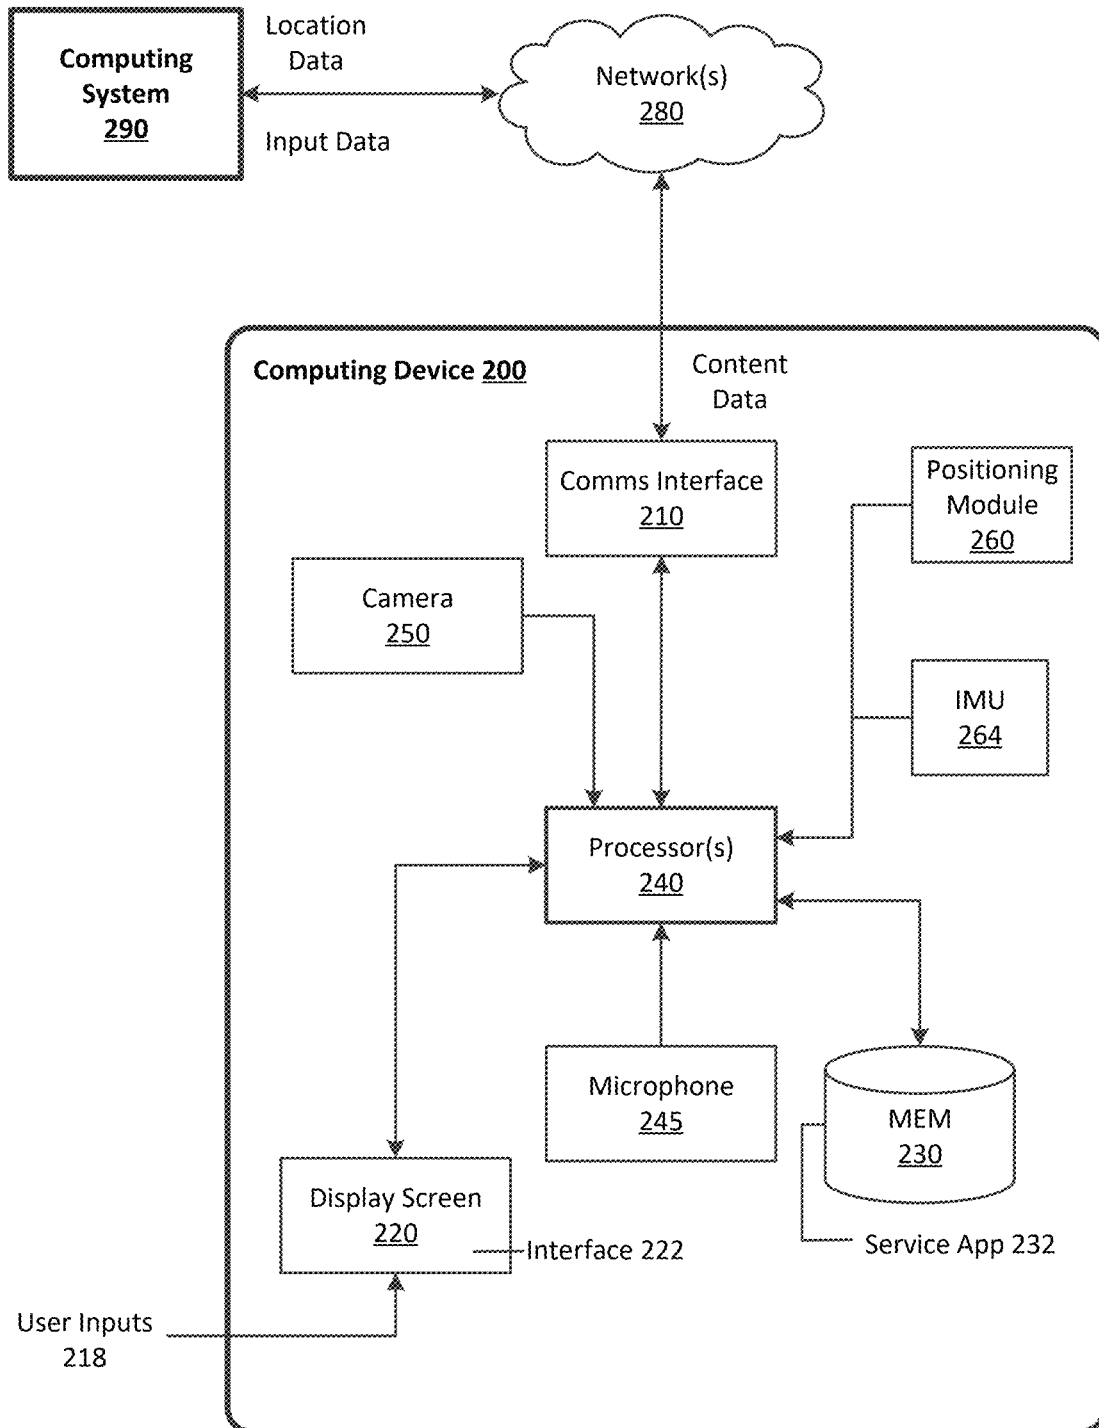 Computing
System
290
Location
Data
Input Data
Network(s)
280
Computing Device 200
Content
Data
Comms Interface
210
Positioning
Module
260
Camera
250
IMU
264
Processor(s)
240
Microphone
245
MEM
230
Display Screen
220
Interface 222
Service App 232
User Inputs
218